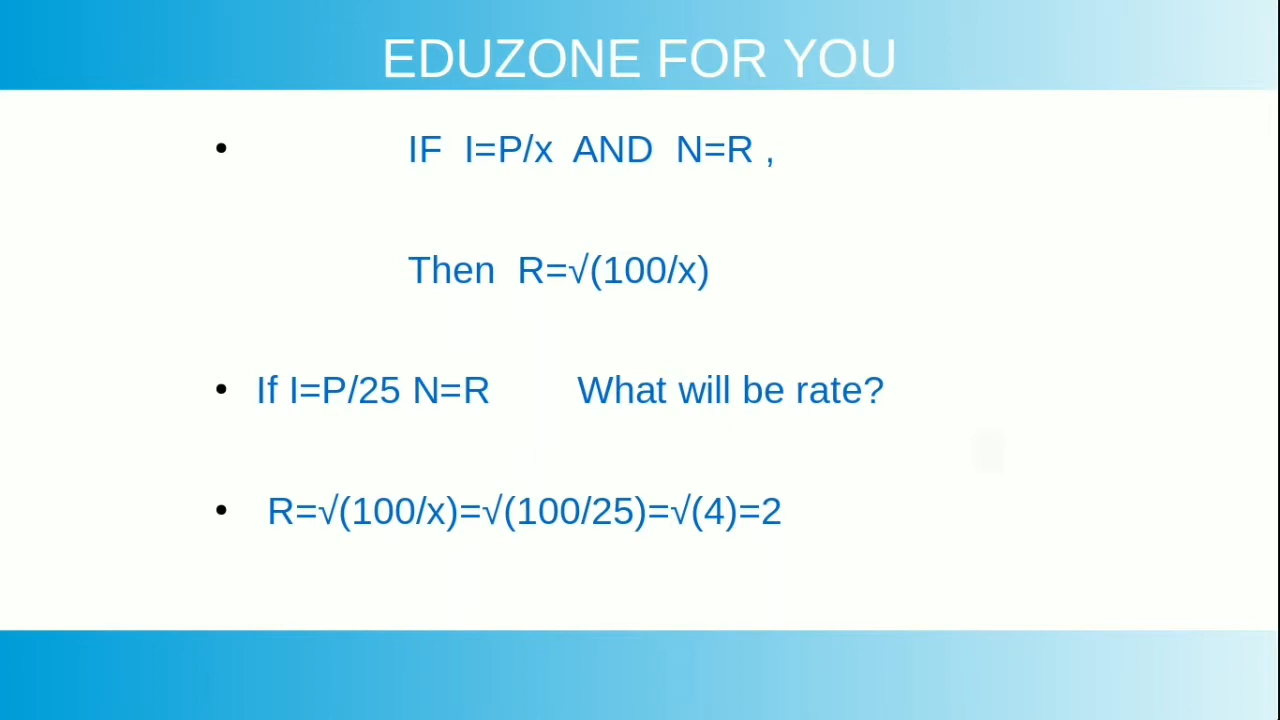 EDUZONE FOR YOU
• IF I=P/x AND N=R ,
Then R=√(100/x)
• If I=P/25 N=R What will be rate?
• R=√(100/x)=√(100/25)=√(4)=2